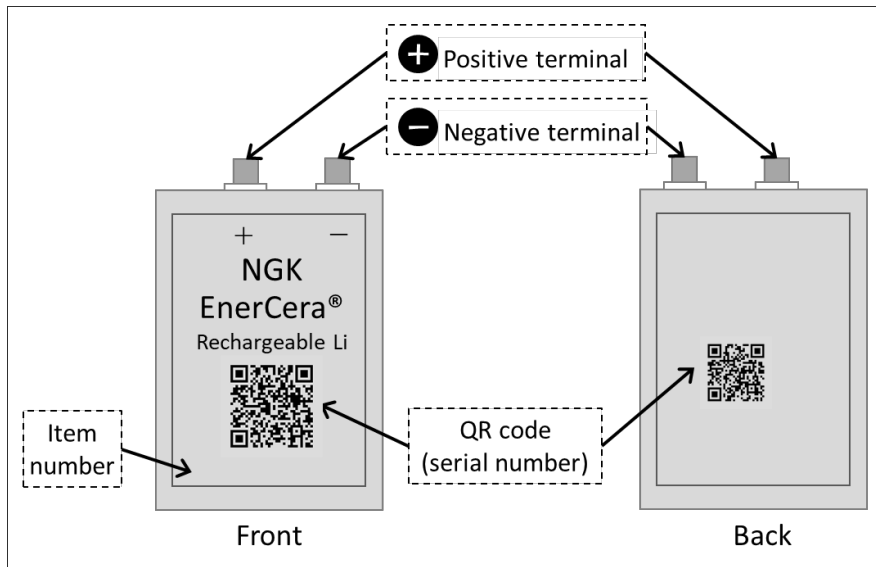 + Positive terminal
− Negative terminal
+ −
NGK
EnerCera®
Rechargeable Li
Item
number
QR code
(serial number)
Front
Back